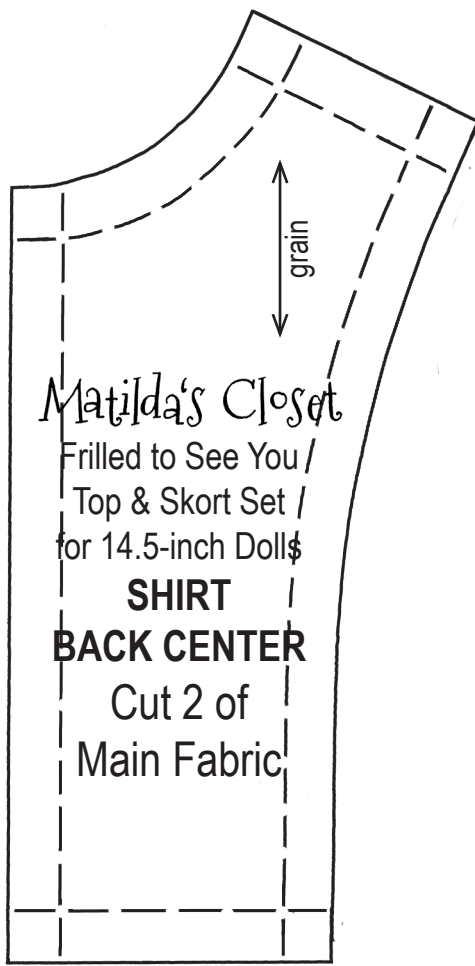 grain
Matilda's Closet
Frilled to See You
Top & Skort Set
for 14.5-inch Dolls
SHIRT
BACK CENTER
Cut 2 of
Main Fabric